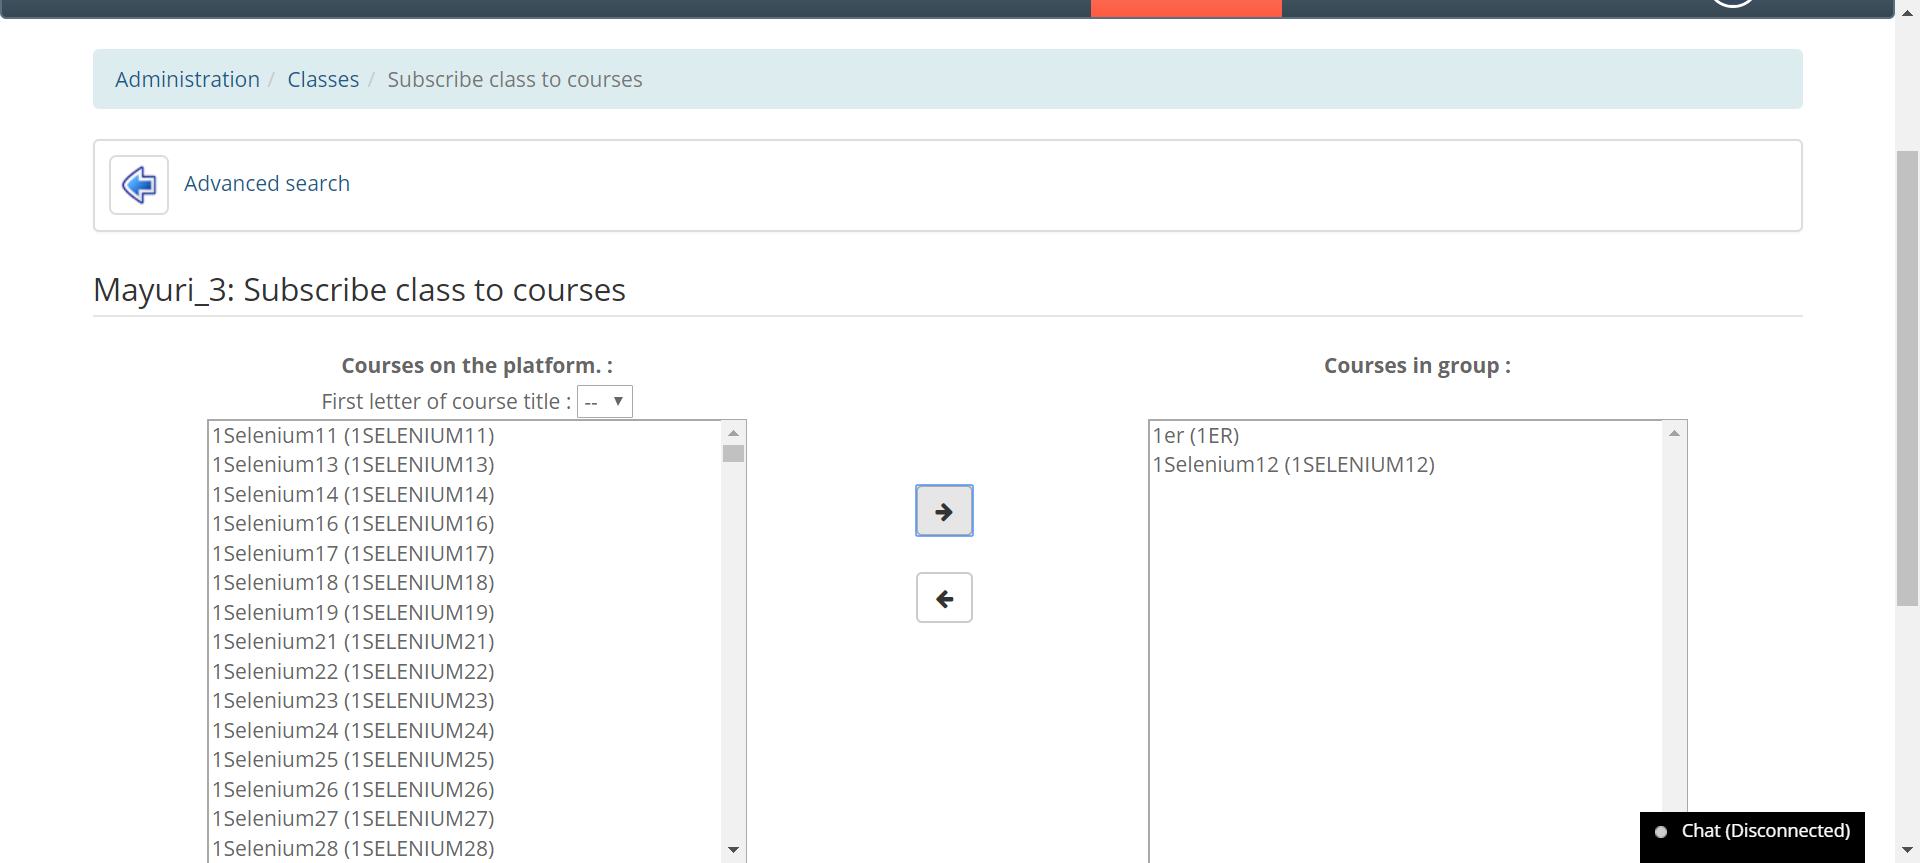 Administration / Classes / Subscribe class to courses
Advanced search
Mayuri_3: Subscribe class to courses
Courses on the platform. :
First letter of course title : --
1Selenium11 (1SELENIUM11)
1Selenium13 (1SELENIUM13)
1Selenium14 (1SELENIUM14)
1Selenium16 (1SELENIUM16)
1Selenium17 (1SELENIUM17)
1Selenium18 (1SELENIUM18)
1Selenium19 (1SELENIUM19)
1Selenium21 (1SELENIUM21)
1Selenium22 (1SELENIUM22)
1Selenium23 (1SELENIUM23)
1Selenium24 (1SELENIUM24)
1Selenium25 (1SELENIUM25)
1Selenium26 (1SELENIUM26)
1Selenium27 (1SELENIUM27)
1Selenium28 (1SELENIUM28)
Courses in group :
1er (1ER)
1Selenium12 (1SELENIUM12)
Chat (Disconnected)